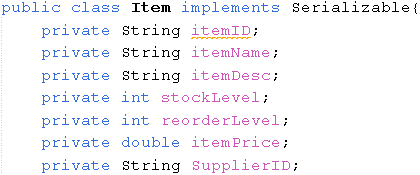 public class Item implements Serializable{
private String itemID;
private String itemName;
private String itemDesc;
private int stockLevel;
private int reorderLevel;
private double itemPrice;
private String SupplierID;